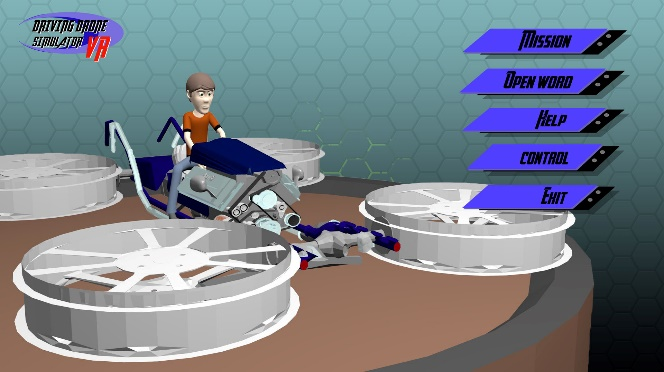 DRIVING DRONE
SIMULATOR VR
MISSION
OPEN WORD
HELP
CONTROL
EXIT